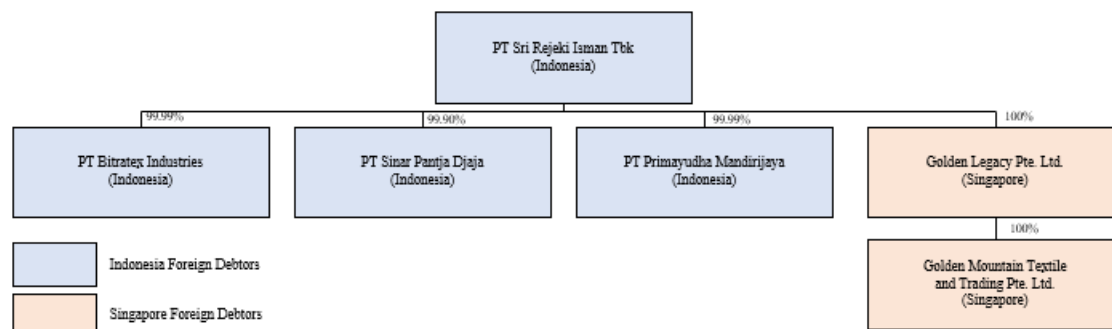 PT Sri Rejeki Isman Tbk
(Indonesia)
99.99%
99.90%
99.99%
100%
PT Bitratex Industries
(Indonesia)
PT Sinar Pantja Djaja
(Indonesia)
PT Primayudha Mandirijaya
(Indonesia)
Golden Legacy Pte. Ltd.
(Singapore)
100%
Golden Mountain Textile
and Trading Pte. Ltd.
(Singapore)
Indonesia Foreign Debtors
Singapore Foreign Debtors